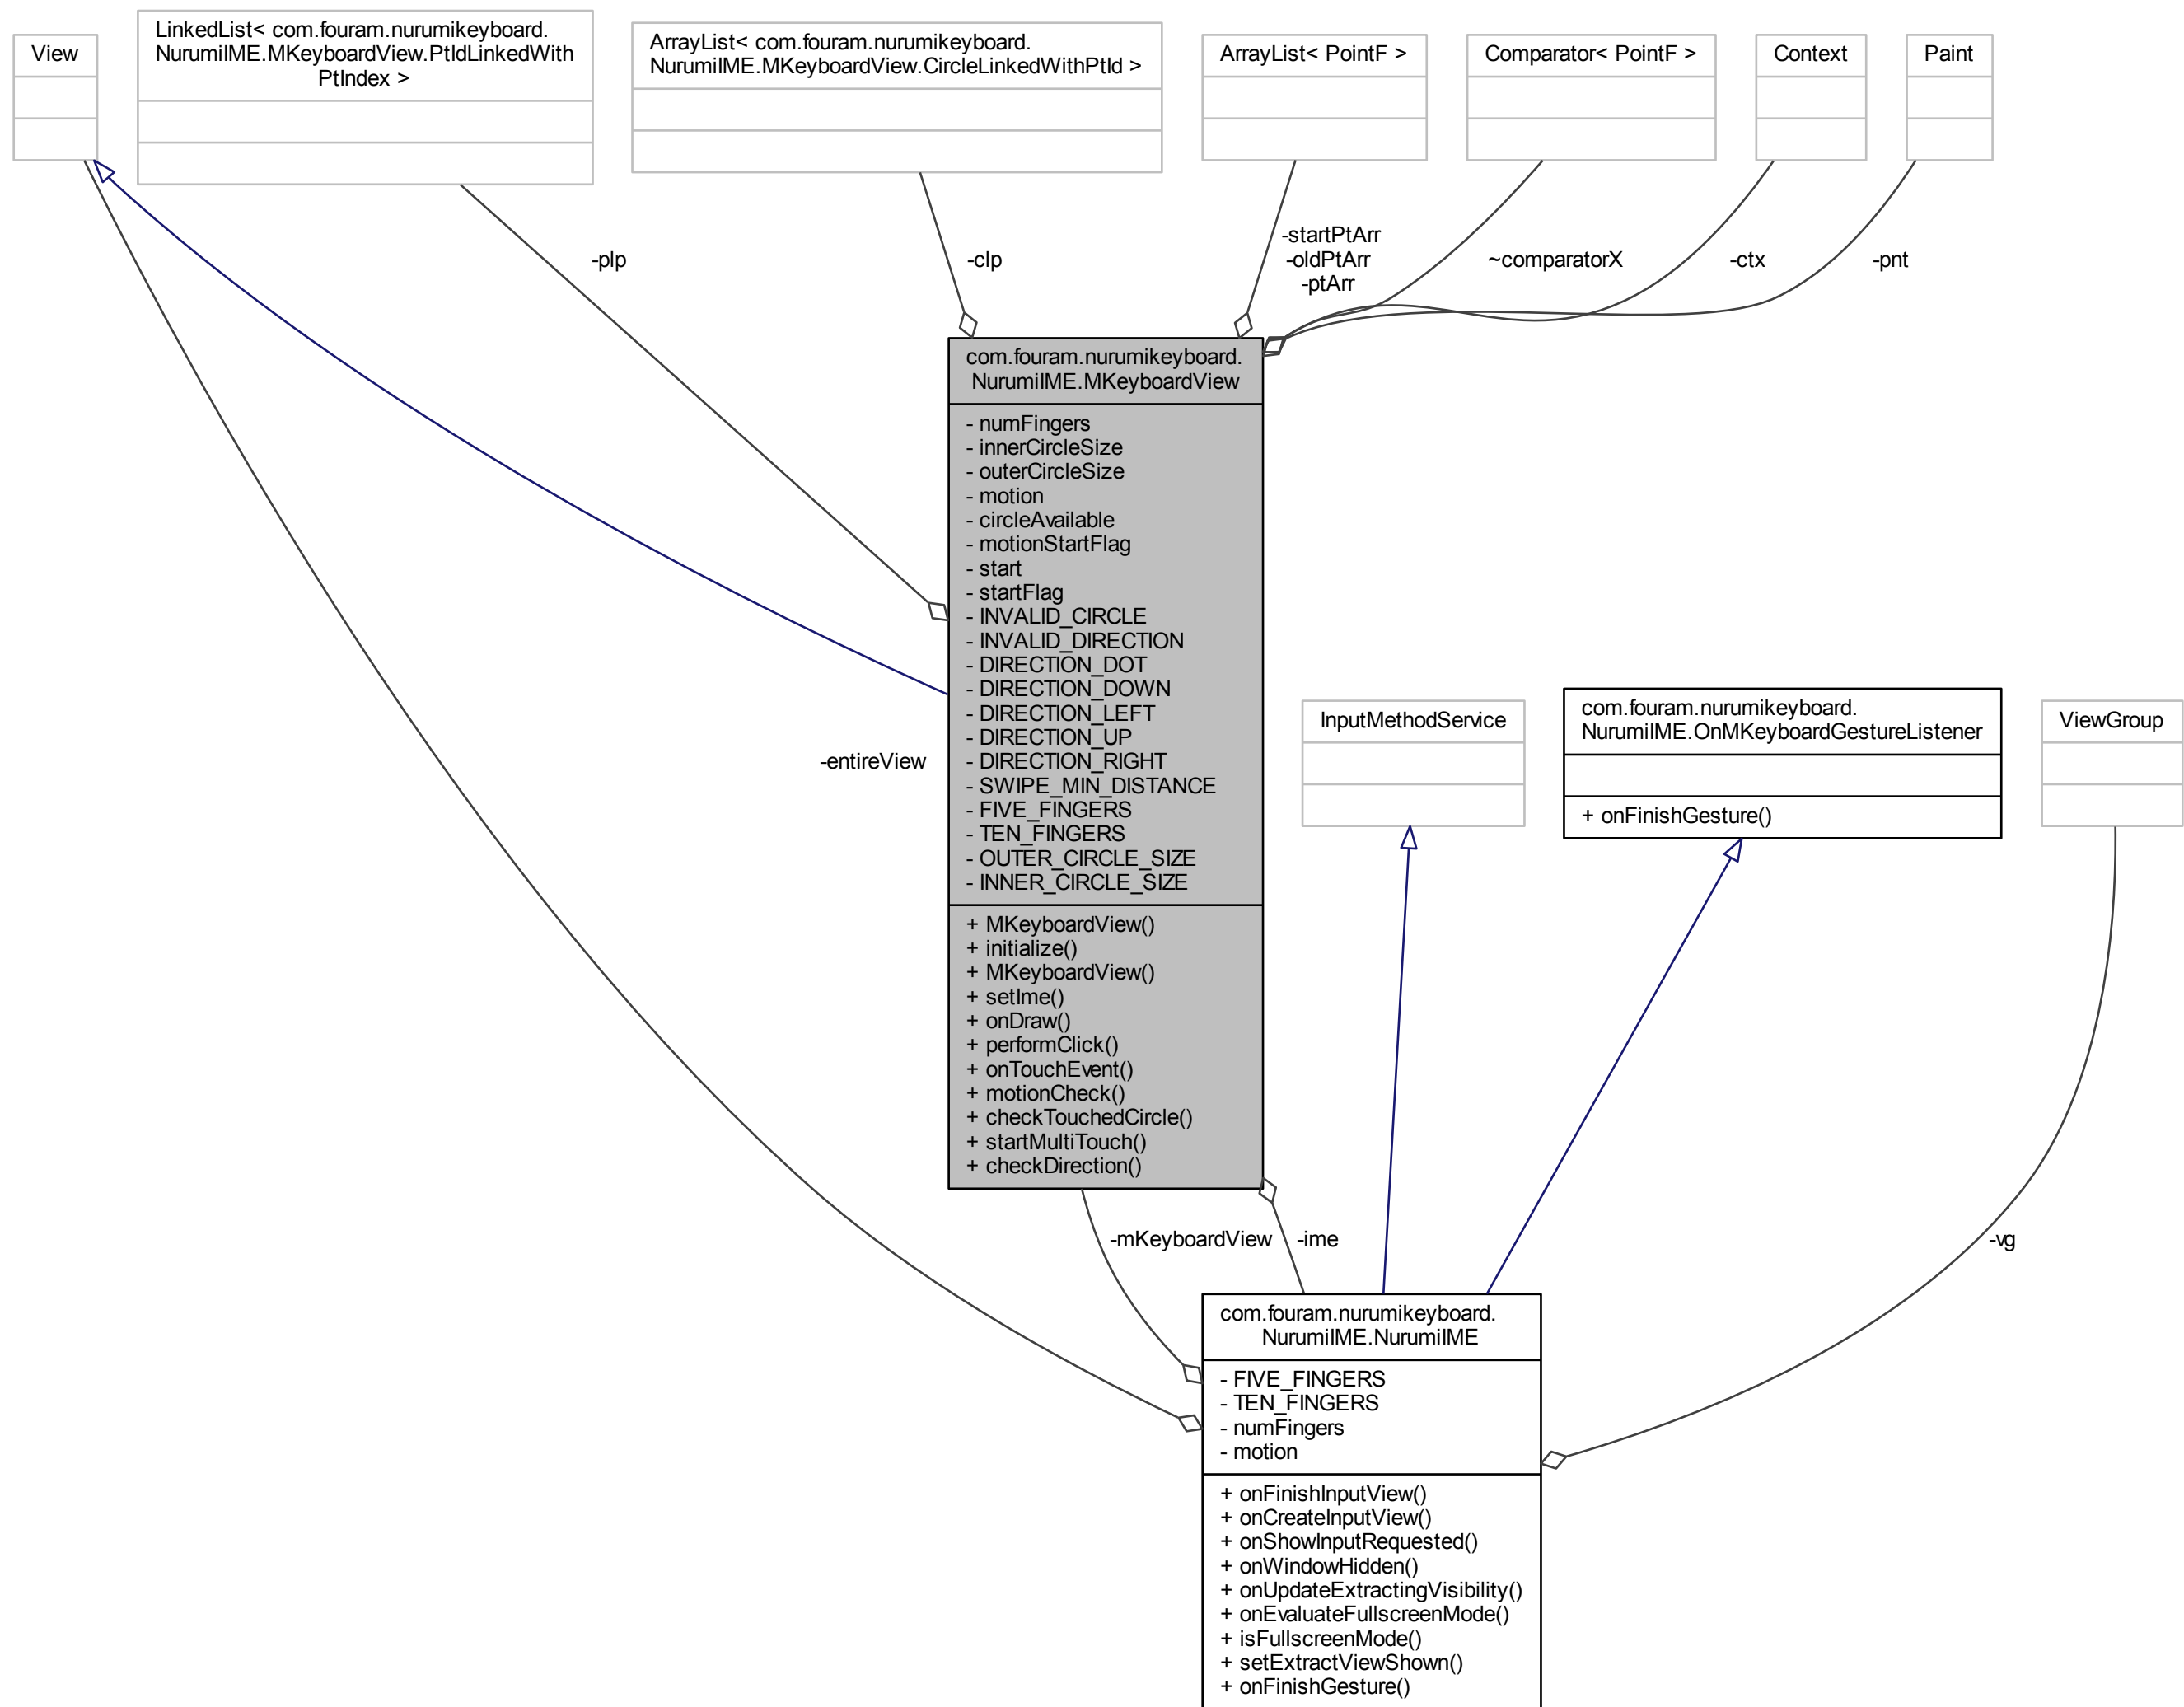 View
LinkedList< com.fouram.nurumikeyboard.
NurumiIME.MKeyboardView.PtIdLinkedWith
PtIndex >
ArrayList< com.fouram.nurumikeyboard.
NurumiIME.MKeyboardView.CircleLinkedWithPtId >
ArrayList< PointF >
Comparator< PointF >
Context
Paint
-plp
-clp
-startPtArr
-oldPtArr
-ptArr
~comparatorX
-ctx
-pnt
com.fouram.nurumikeyboard.
NurumiIME.MKeyboardView
- numFingers
- innerCircleSize
- outerCircleSize
- motion
- circleAvailable
- motionStartFlag
- start
- startFlag
- INVALID_CIRCLE
- INVALID_DIRECTION
- DIRECTION_DOT
- DIRECTION_DOWN
- DIRECTION_LEFT
- DIRECTION_UP
- DIRECTION_RIGHT
- SWIPE_MIN_DISTANCE
- FIVE_FINGERS
- TEN_FINGERS
- OUTER_CIRCLE_SIZE
- INNER_CIRCLE_SIZE
+ MKeyboardView()
+ initialize()
+ MKeyboardView()
+ setIme()
+ onDraw()
+ performClick()
+ onTouchEvent()
+ motionCheck()
+ checkTouchedCircle()
+ startMultiTouch()
+ checkDirection()
-entireView
InputMethodService
com.fouram.nurumikeyboard.
NurumiIME.OnMKeyboardGestureListener
+ onFinishGesture()
ViewGroup
-mKeyboardView
-ime
-vg
com.fouram.nurumikeyboard.
NurumiIME.NurumiIME
- FIVE_FINGERS
- TEN_FINGERS
- numFingers
- motion
+ onFinishInputView()
+ onCreateInputView()
+ onShowInputRequested()
+ onWindowHidden()
+ onUpdateExtractingVisibility()
+ onEvaluateFullscreenMode()
+ isFullscreenMode()
+ setExtractViewShown()
+ onFinishGesture()